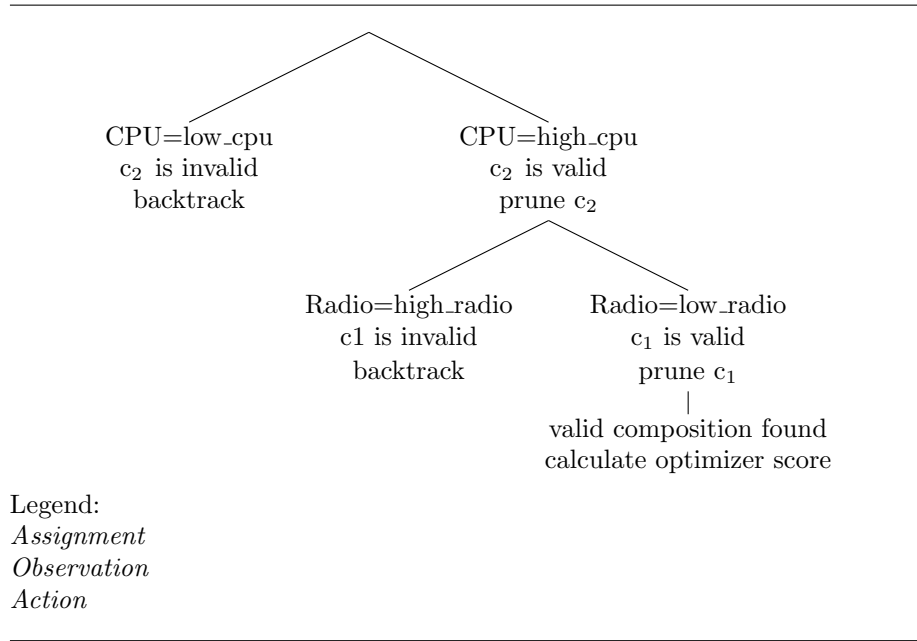 CPU=low_cpu
c₂ is invalid
backtrack
CPU=high_cpu
c₂ is valid
prune c₂
Radio=high_radio
c1 is invalid
backtrack
Radio=low_radio
c₁ is valid
prune c₁
valid composition found
calculate optimizer score
Legend:
Assignment
Observation
Action